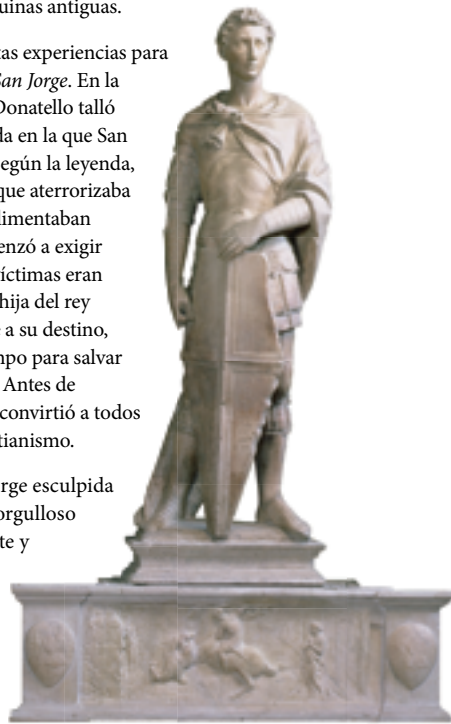 uinas antiguas.
tas experiencias para
San Jorge. En la
Donatello talló
da en la que San
según la leyenda,
que aterrorizaba
limentaban
enzó a exigir
íctimas eran
hija del rey
e a su destino,
mpo para salvar
Antes de
convirtió a todos
tianismo.
orge esculpida
orgulloso
te y